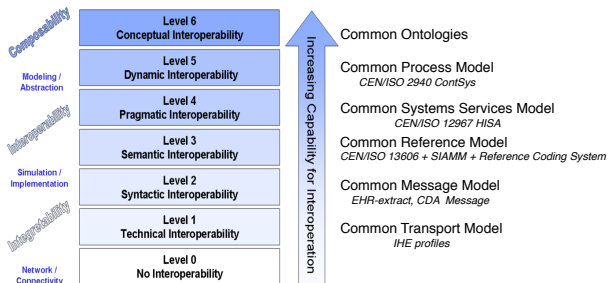 Composability
Modeling /
Abstraction
Interoperability
Simulation /
Implementation
Integretability
Network /
Connectivity
Level 6
Conceptual Interoperability
Level 5
Dynamic Interoperability
Level 4
Pragmatic Interoperability
Level 3
Semantic Interoperability
Level 2
Syntactic Interoperability
Level 1
Technical Interoperability
Level 0
No Interoperability
Increasing Capability for Interoperation
Common Ontologies
Common Process Model
CEN/ISO 2940 ContSys
Common Systems Services Model
CEN/ISO 12967 HISA
Common Reference Model
CEN/ISO 13606 + SIAMM + Reference Coding System
Common Message Model
EHR-extract, CDA Message
Common Transport Model
IHE profiles